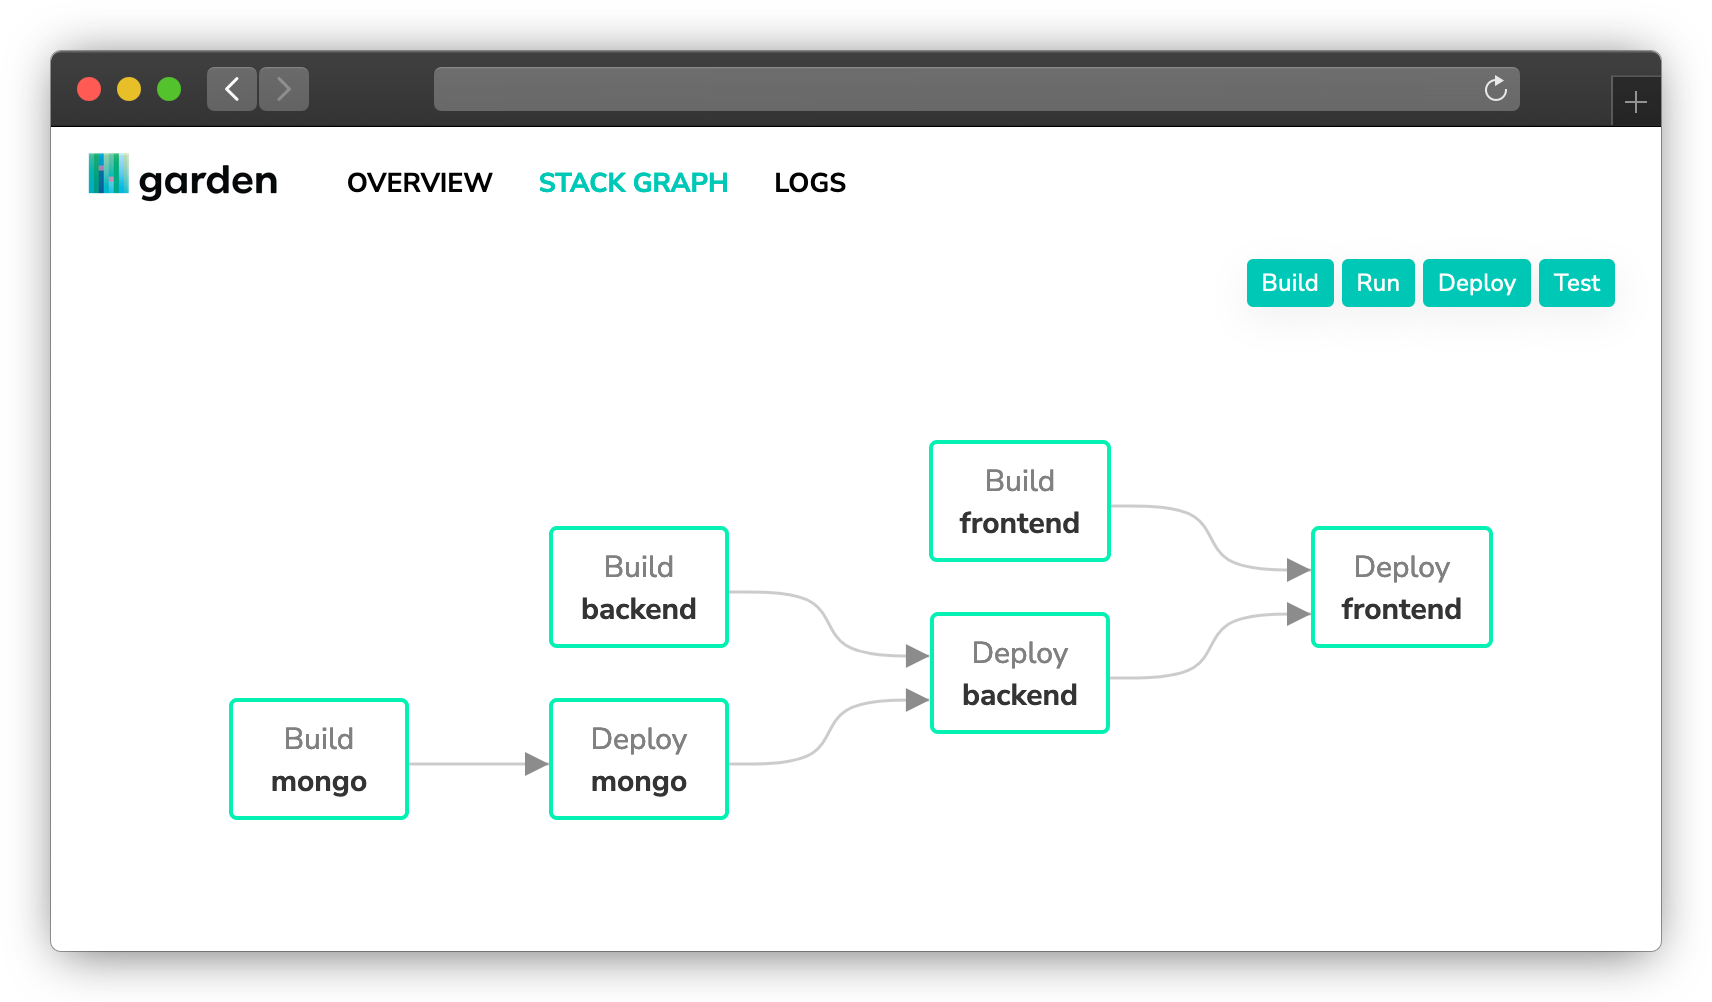 garden
OVERVIEW STACK GRAPH LOGS
Build Run Deploy Test
Build
frontend
Build
backend
Deploy
frontend
Deploy
backend
Build
mongo
Deploy
mongo